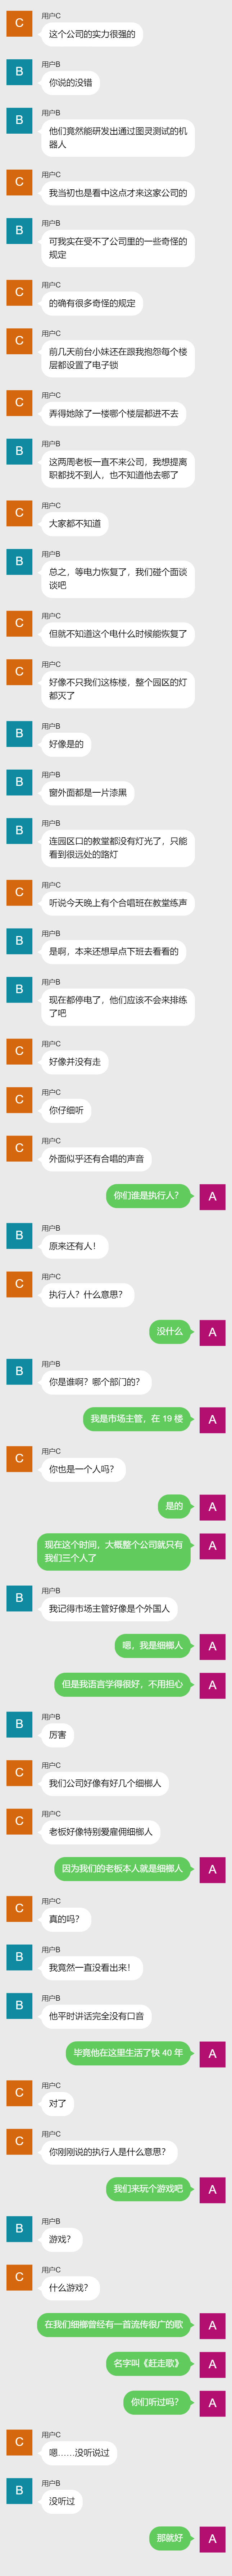 用户C
C
这个公司的实力很强的
用户B
B
你说的没错
用户B
B
他们竟然能研发出通过图灵测试的机
器人
用户C
C
我当初也是看中这点才来这家公司的
用户B
B
可我实在受不了公司里的一些奇怪的
规定
用户C
C
的确有很多奇怪的规定
用户C
C
前几天前台小妹还在跟我抱怨每个楼
层都设置了电子锁
用户C
C
弄得她除了一楼哪个楼层都进不去
用户B
B
这两周老板一直不来公司，我想提离
职都找不到人，也不知道他去哪了
用户C
C
大家都不知道
用户B
B
总之，等电力恢复了，我们碰个面谈
谈吧
用户C
C
但就不知道这个电什么时候能恢复了
用户C
C
好像不只我们这栋楼，整个园区的灯
都灭了
用户B
B
好像是的
用户B
B
窗外面都是一片漆黑
用户B
B
连园区口的教堂都没有灯光了，只能
看到很远处的路灯
用户C
C
听说今天晚上有个合唱班在教堂练声
用户B
B
是啊，本来还想早点下班去看看的
用户B
B
现在都停电了，他们应该不会来排练
了吧
用户C
C
好像并没有走
用户C
C
你仔细听
用户C
C
外面似乎还有合唱的声音
你们谁是执行人？
A
用户B
B
原来还有人！
用户C
C
执行人？什么意思？
没什么
A
用户B
B
你是谁啊？哪个部门的？
我是市场主管，在 19 楼
A
用户C
C
你也是一个人吗？
是的
A
现在这个时间，大概整个公司就只有
我们三个人了
A
用户B
B
我记得市场主管好像是个外国人
嗯，我是细榔人
A
但是我语言学得很好，不用担心
A
用户B
B
厉害
用户C
C
我们公司好像有好几个细榔人
用户C
C
老板好像特别爱雇佣细榔人
因为我们的老板本人就是细榔人
A
用户C
C
真的吗？
用户B
B
我竟然一直没看出来！
用户B
B
他平时讲话完全没有口音
毕竟他在这里生活了快 40 年
A
用户C
C
对了
用户C
C
你刚刚说的执行人是什么意思？
我们来玩个游戏吧
A
用户B
B
游戏？
用户C
C
什么游戏？
在我们细榔曾经有一首流传很广的歌
A
名字叫《赶走歌》
A
你们听过吗？
A
用户C
C
嗯……没听说过
用户B
B
没听过
那就好
A